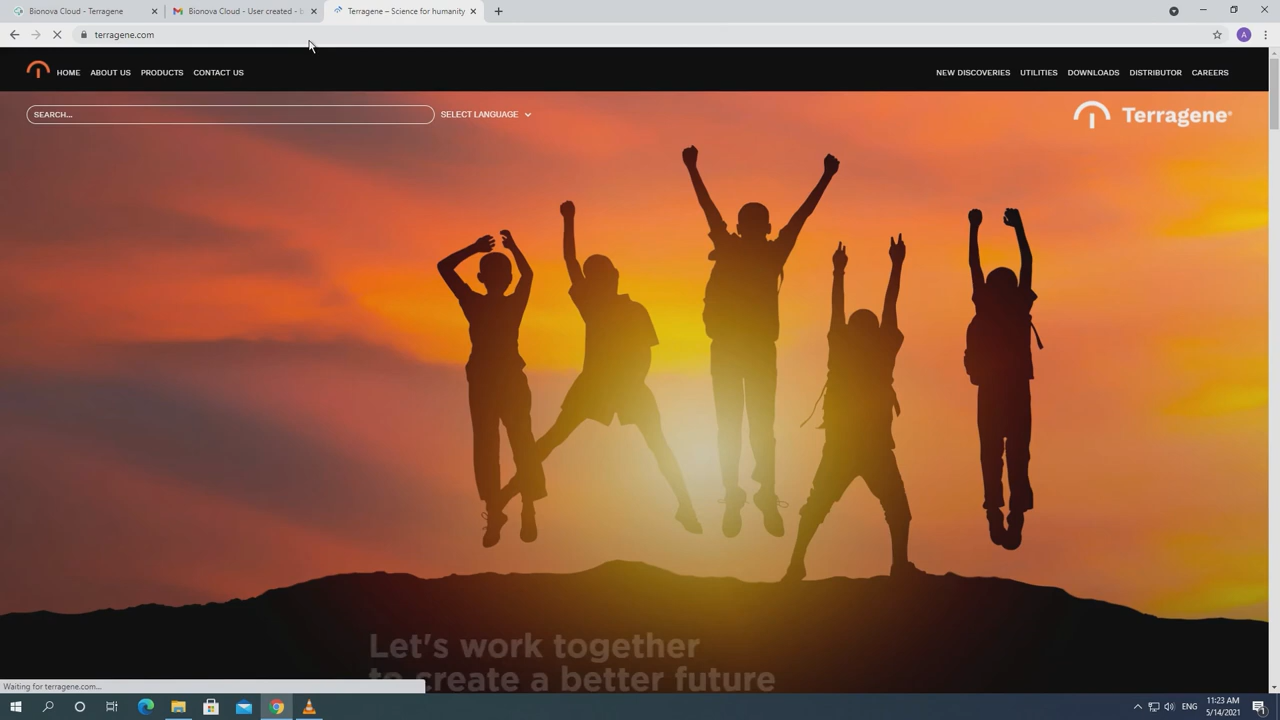 Bionova Cloud - Terragene
Bionova Cloud - User created - b
Terragene – Science for humanity
terragene.com
A
HOME ABOUT US PRODUCTS CONTACT US
NEW DISCOVERIES UTILITIES DOWNLOADS DISTRIBUTOR CAREERS
SEARCH...
SELECT LANGUAGE
Terragene®
Let's work together
to create a better future
Waiting for terragene.com...
ENG
11:23 AM
5/14/2021
1